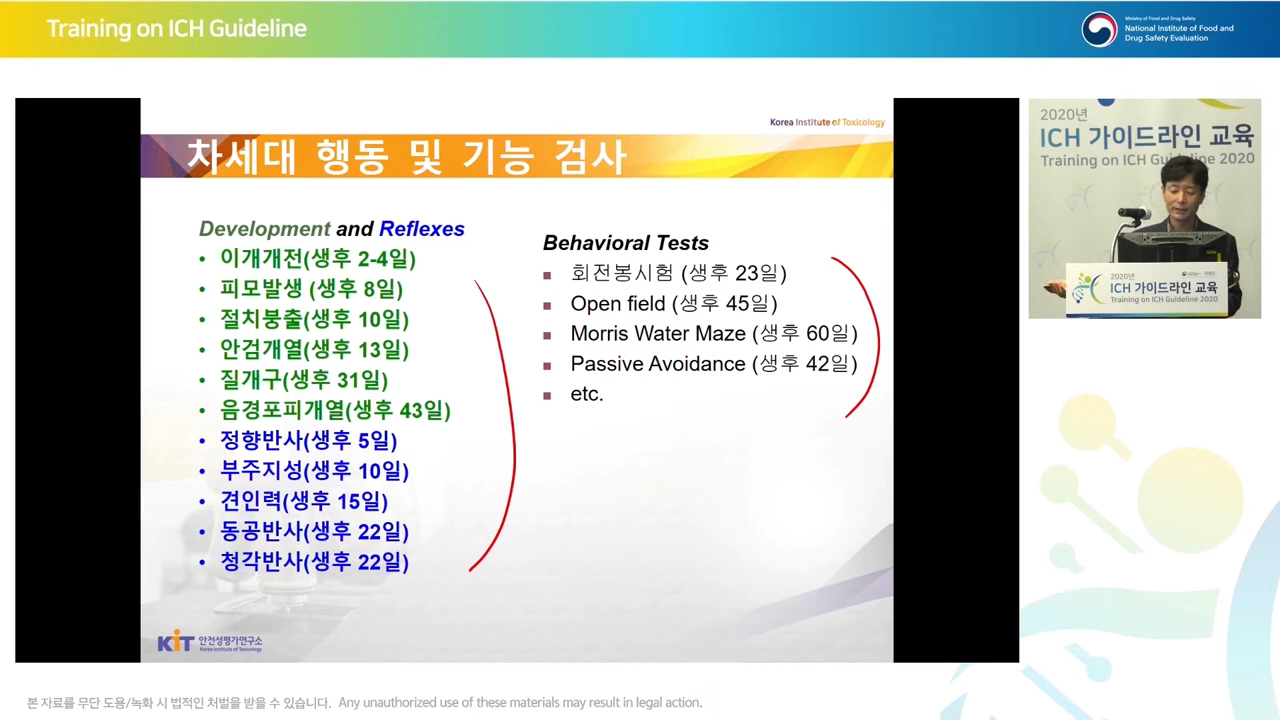 Training on ICH Guideline
Ministry of Food and Drug Safety
National Institute of Food and
Drug Safety Evaluation
Korea Institute of Toxicology
차세대 행동 및 기능 검사
Development and Reflexes
• 이개개전(생후 2-4일)
• 피모발생 (생후 8일)
• 절치붕출(생후 10일)
• 안검개열(생후 13일)
• 질개구(생후 31일)
• 음경포피개열(생후 43일)
• 정향반사(생후 5일)
• 부주지성(생후 10일)
• 견인력(생후 15일)
• 동공반사(생후 22일)
• 청각반사(생후 22일)
Behavioral Tests
■ 회전봉시험 (생후 23일)
■ Open field (생후 45일)
■ Morris Water Maze (생후 60일)
■ Passive Avoidance (생후 42일)
■ etc.
KIT 안전성평가연구소
Korea Institute of Toxicology
2020년
ICH 가이드라인 교육
Training on ICH Guideline 2020
2020년
ICH 가이드라인 교육
Training on ICH Guideline 2020
본 자료를 무단 도용/녹화 시 법적인 처벌을 받을 수 있습니다. Any unauthorized use of these materials may result in legal action.